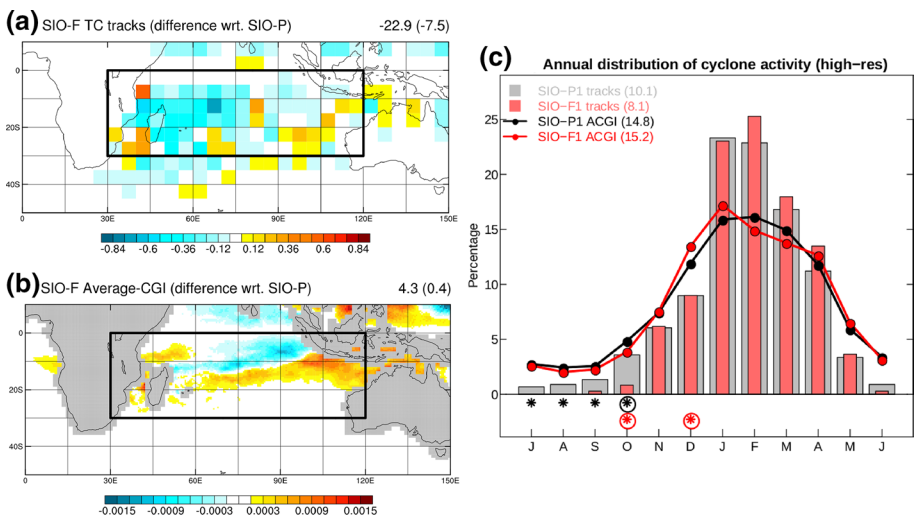 (a) SIO-F TC tracks (difference wrt. SIO-P) -22.9 (-7.5)
0
20S
40S
0 30E 60E 90E 120E 150E
-0.84 -0.6 -0.36 -0.12 0.12 0.36 0.6 0.84
(b) SIO-F Average-CGI (difference wrt. SIO-P) 4.3 (0.4)
0
20S
40S
0 30E 60E 90E 120E 150E
-0.0015 -0.0009 -0.0003 0.0003 0.0009 0.0015
(c) Annual distribution of cyclone activity (high-res)
SIO-P1 tracks (10.1)
SIO-F1 tracks (8.1)
SIO-P1 ACGI (14.8)
SIO-F1 ACGI (15.2)
Percentage
25
20
15
10
5
0
* * * *
* *
J A S O N D J F M A M J